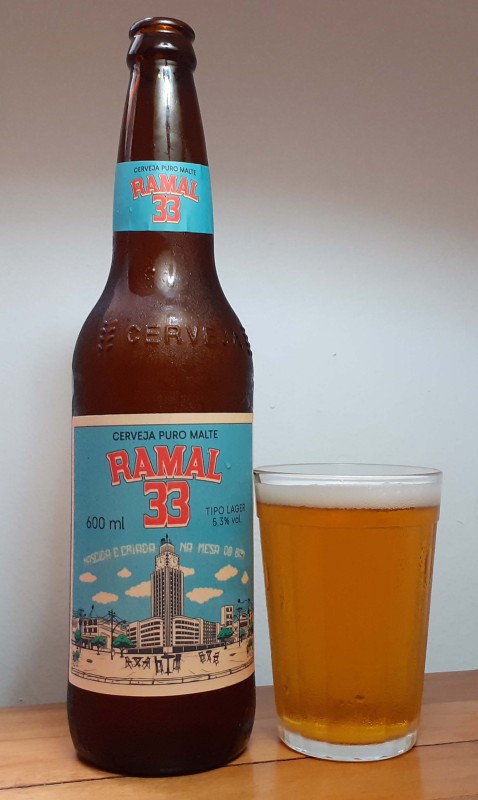 CERVEJA PURO MALTE
RAMAL
33
CERVEJA
CERVEJA PURO MALTE
RAMAL
33
600 ml
TIPO LAGER
5,3% vol.
NASCIDA E CRIADA NA MESA DO